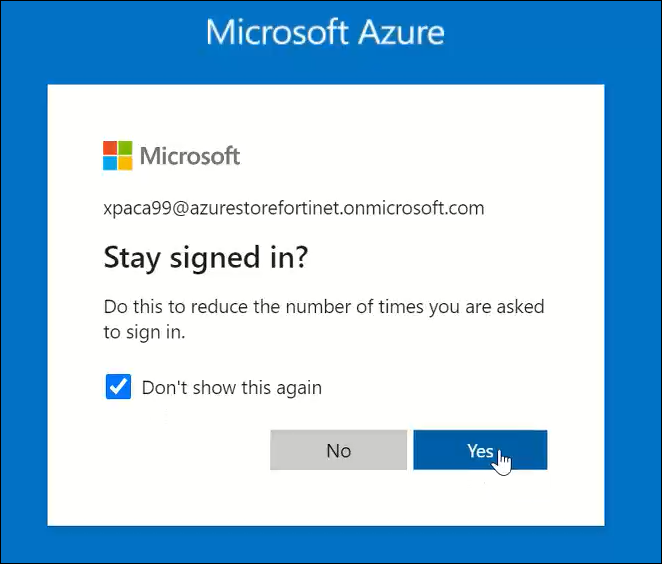 Microsoft Azure
Microsoft
xpaca99@azurestorefortinet.onmicrosoft.com
Stay signed in?
Do this to reduce the number of times you are asked
to sign in.
Don't show this again
No
Yes